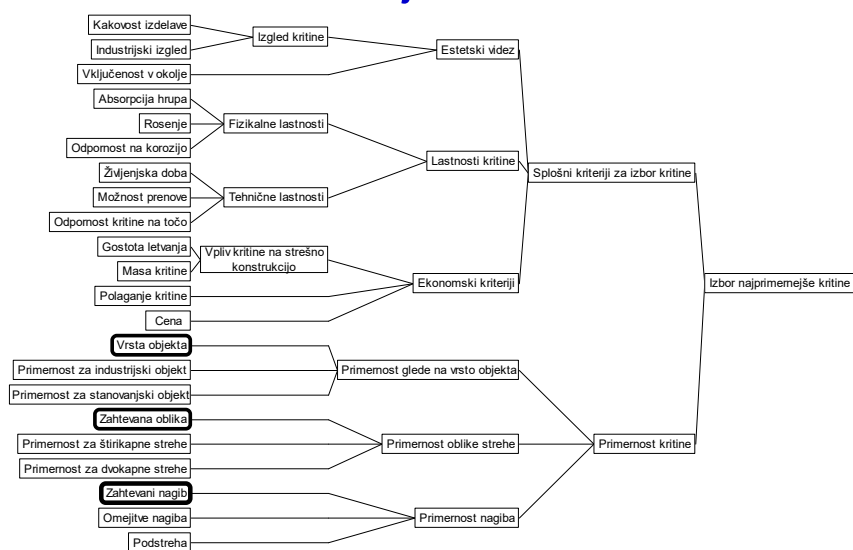 Kakovost izdelave
Industrijski izgled
Vključenost v okolje
Absorpcija hrupa
Rosenje
Odpornost na korozijo
Življenjska doba
Možnost prenove
Odpornost kritine na točo
Gostota letvanja
Masa kritine
Polaganje kritine
Cena
Vrsta objekta
Primernost za industrijski objekt
Primernost za stanovanjski objekt
Zahtevana oblika
Primernost za štirikapne strehe
Primernost za dvokapne strehe
Zahtevani nagib
Omejitve nagiba
Podstreha
Izgled kritine
Fizikalne lastnosti
Tehnične lastnosti
Vpliv kritine na strešno
konstrukcijo
Estetski videz
Lastnosti kritine
Ekonomski kriteriji
Primernost glede na vrsto objekta
Primernost oblike strehe
Primernost nagiba
Splošni kriteriji za izbor kritine
Primernost kritine
Izbor najprimernejše kritine